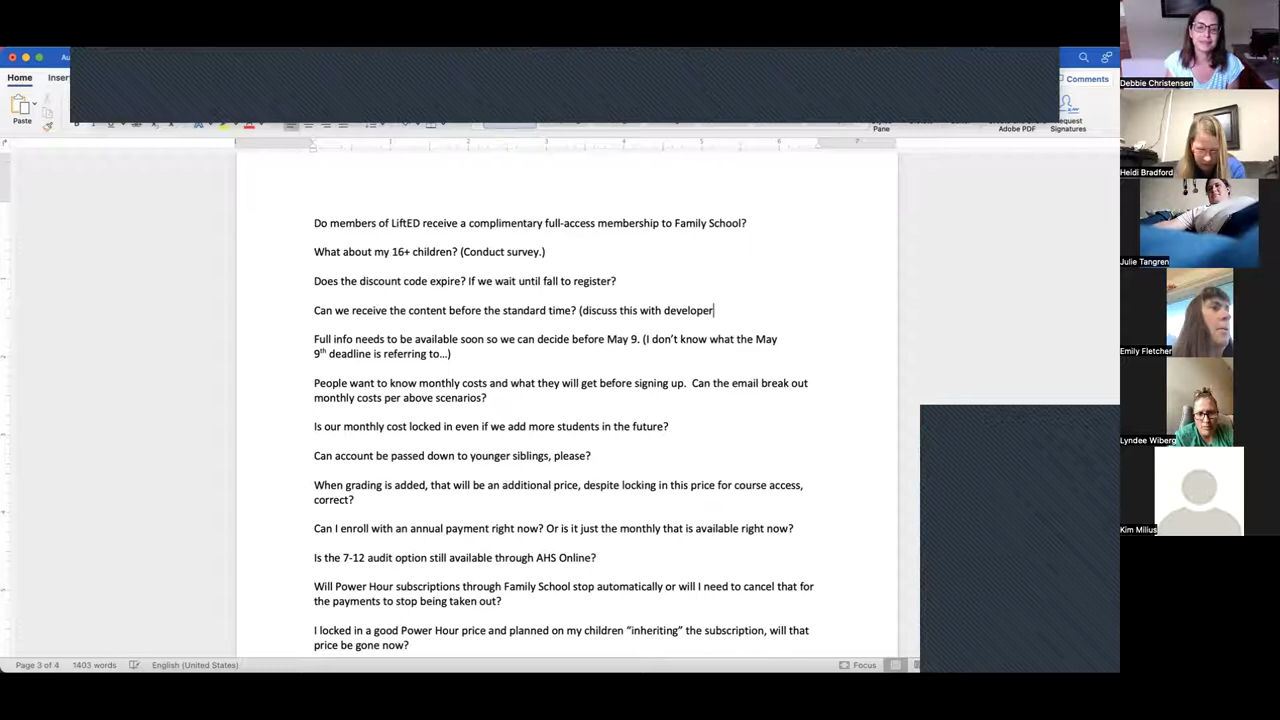 Debbie Christensen
Au
Home Inser
Comments
Paste
Pane
Adobe PDF
Request
Signatures
Heidi Bradford
Do members of LiftED receive a complimentary full-access membership to Family School?
What about my 16+ children? (Conduct survey.)
Does the discount code expire? If we wait until fall to register?
Can we receive the content before the standard time? (discuss this with developer
Full info needs to be available soon so we can decide before May 9. (I don't know what the May
9th deadline is referring to…)
People want to know monthly costs and what they will get before signing up.  Can the email break out
monthly costs per above scenarios?
Is our monthly cost locked in even if we add more students in the future?
Can account be passed down to younger siblings, please?
When grading is added, that will be an additional price, despite locking in this price for course access,
correct?
Can I enroll with an annual payment right now? Or is it just the monthly that is available right now?
Is the 7-12 audit option still available through AHS Online?
Will Power Hour subscriptions through Family School stop automatically or will I need to cancel that for
the payments to stop being taken out?
I locked in a good Power Hour price and planned on my children "inheriting" the subscription, will that
price be gone now?
Julie Tangren
Emily Fletcher
Lyndee Wiberg
Kim Milius
Page 3 of 4 1403 words English (United States) Focus